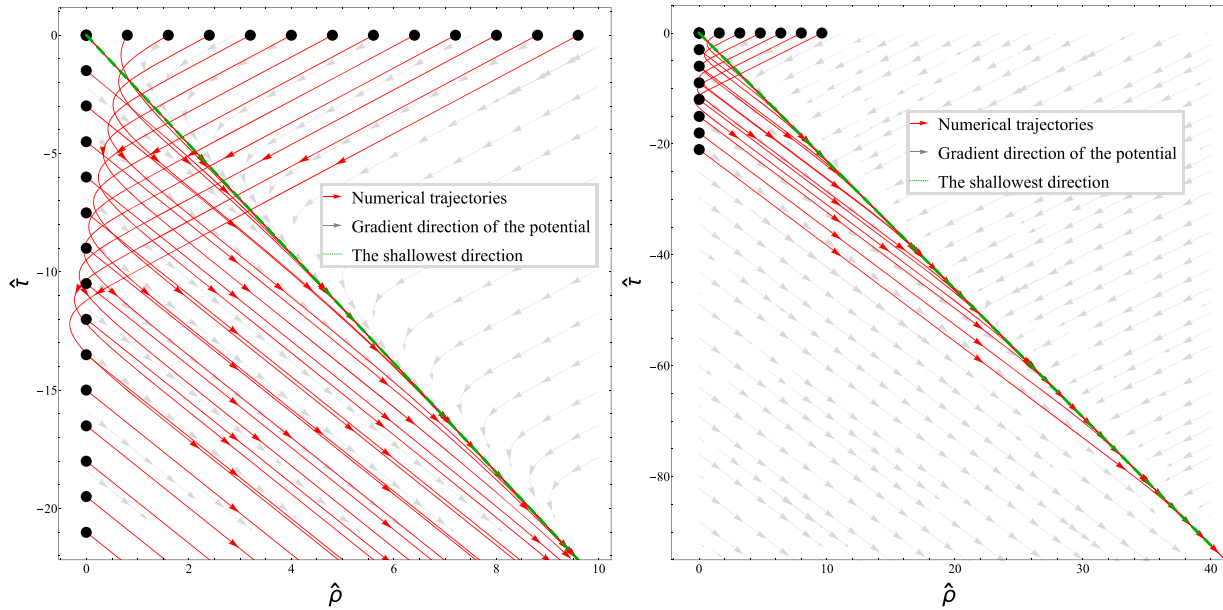 0
−5
−10
−15
−20
τ̂
0
2
4
6
8
10
ρ̂
Numerical trajectories
Gradient direction of the potential
The shallowest direction
0
−20
−40
−60
−80
τ̂
0
10
20
30
40
ρ̂
Numerical trajectories
Gradient direction of the potential
The shallowest direction